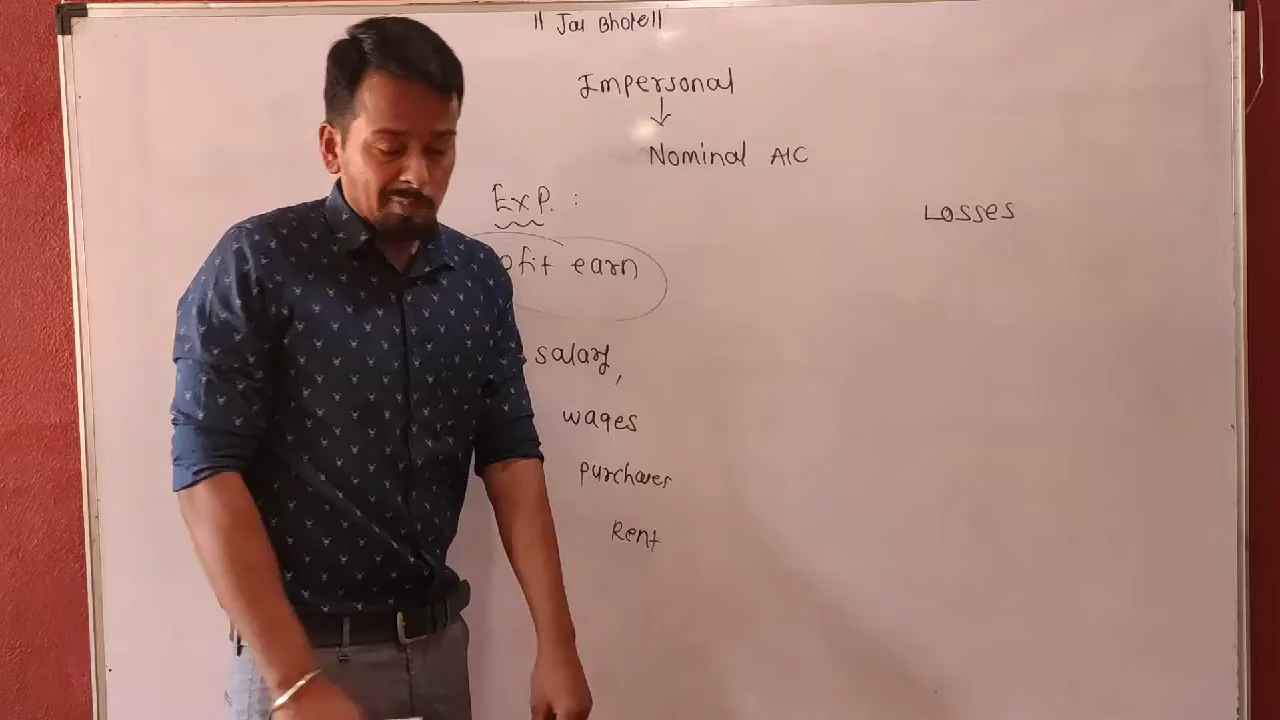 || Jai Bhole ||
Impersonal
↓
Nominal A/C
Exp. :
Losses
ofit earn
salary,
wages
purchases
Rent